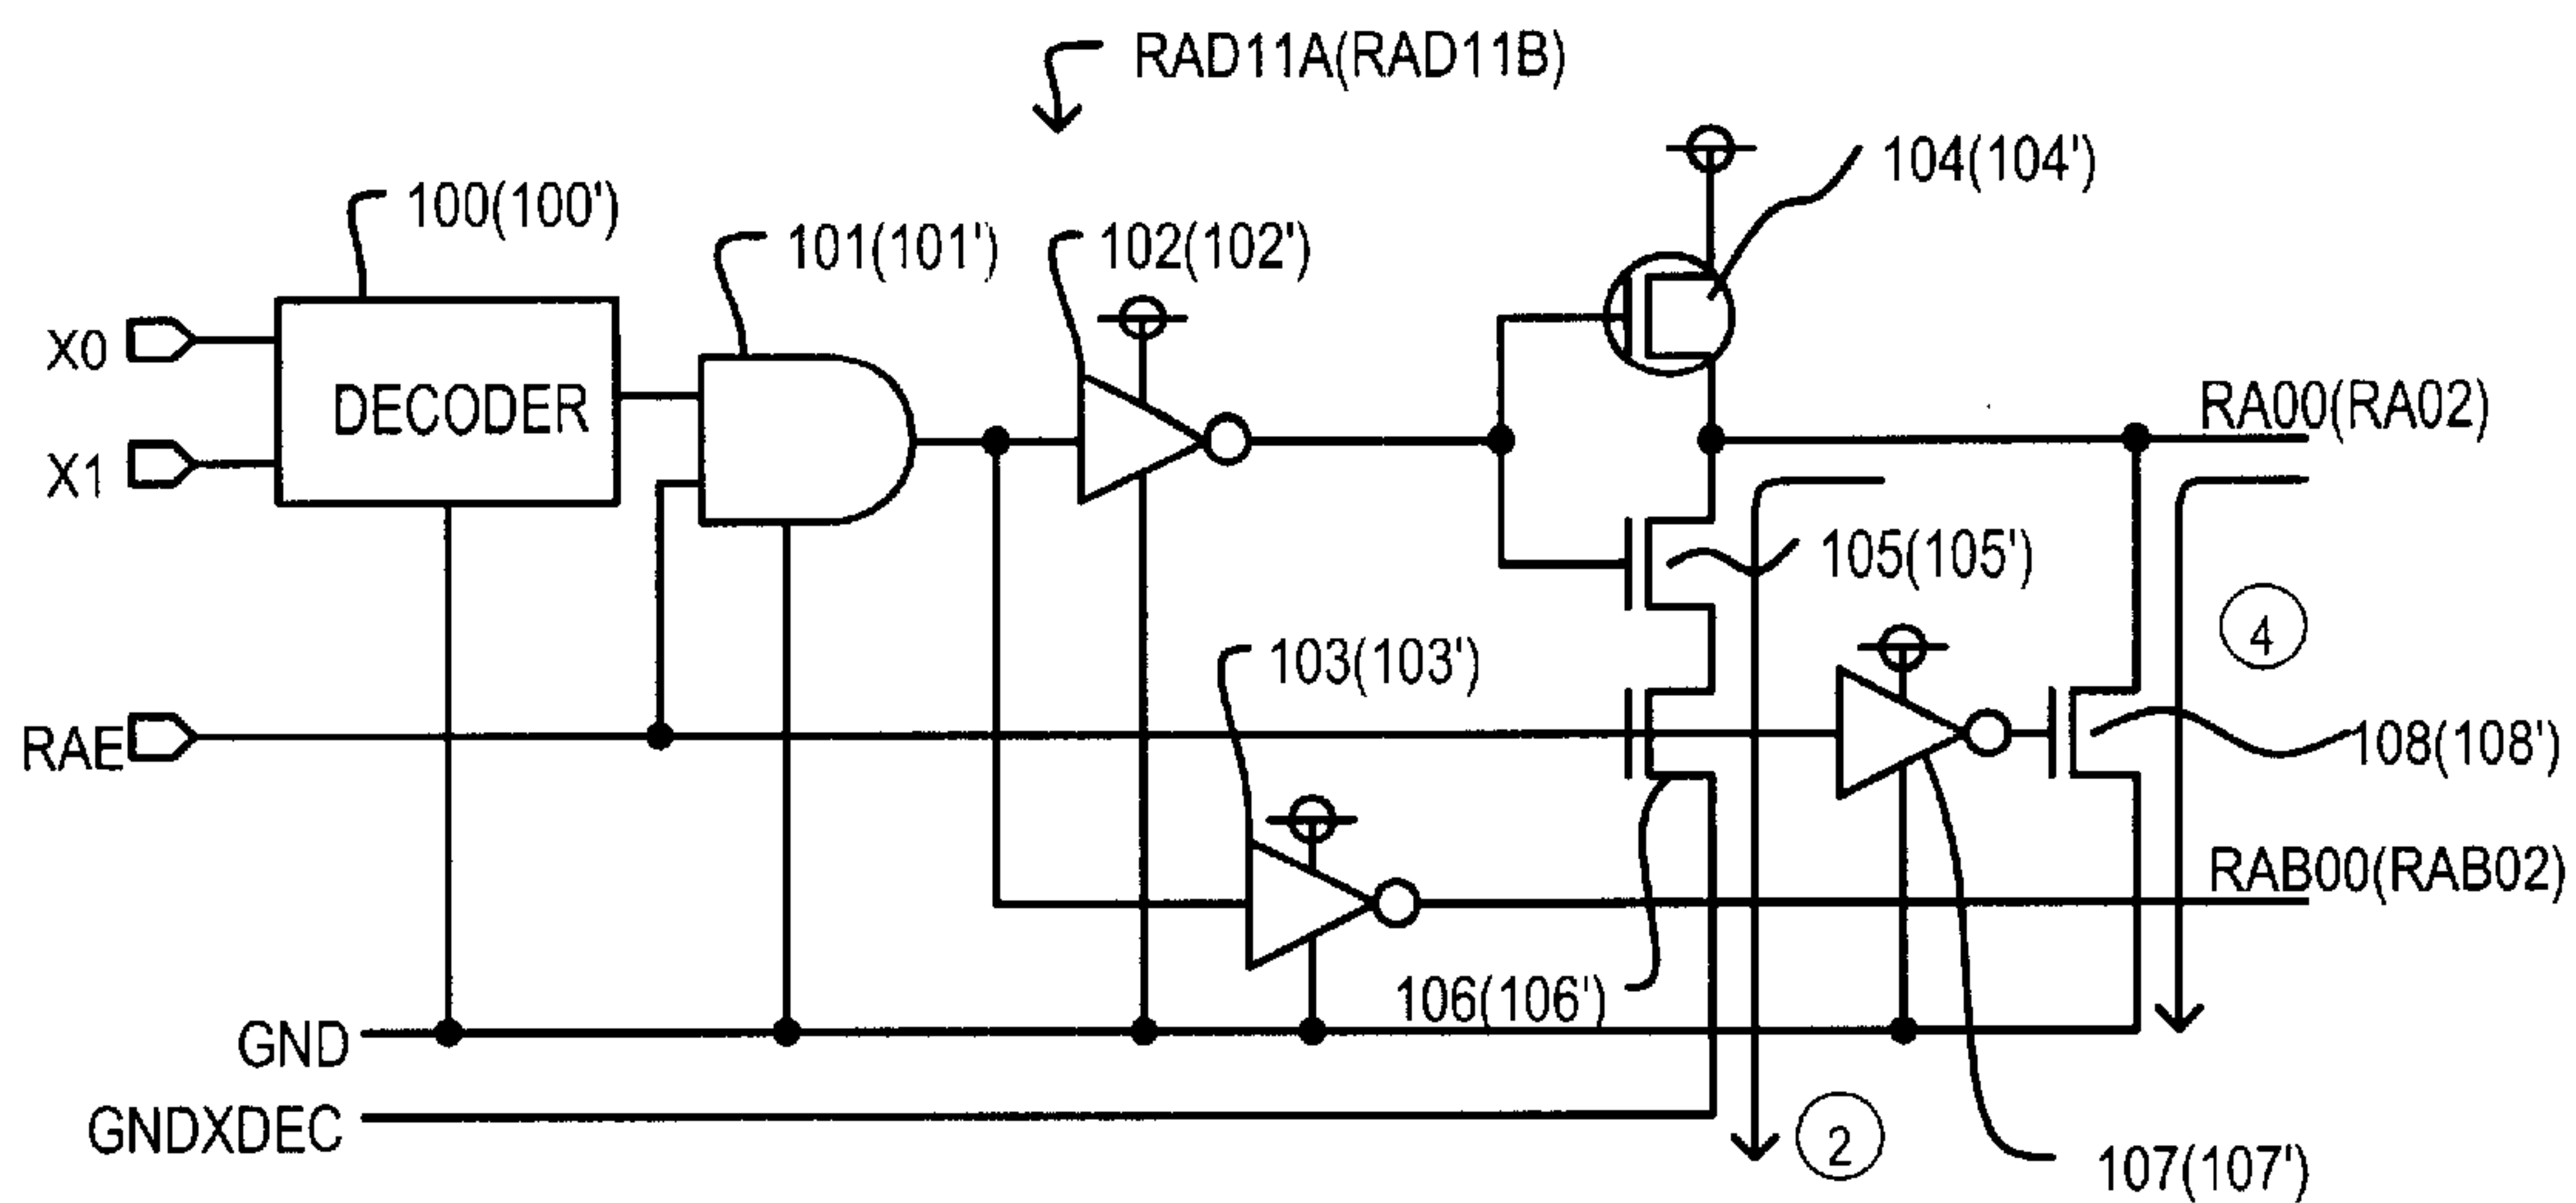 RAD11A(RAD11B)
104(104')
100(100')
101(101')
102(102')
X0
DECODER
RA00(RA02)
X1
105(105')
4
103(103')
RAE
108(108')
RAB00(RAB02)
106(106')
GND
GNDXDEC
2
107(107')